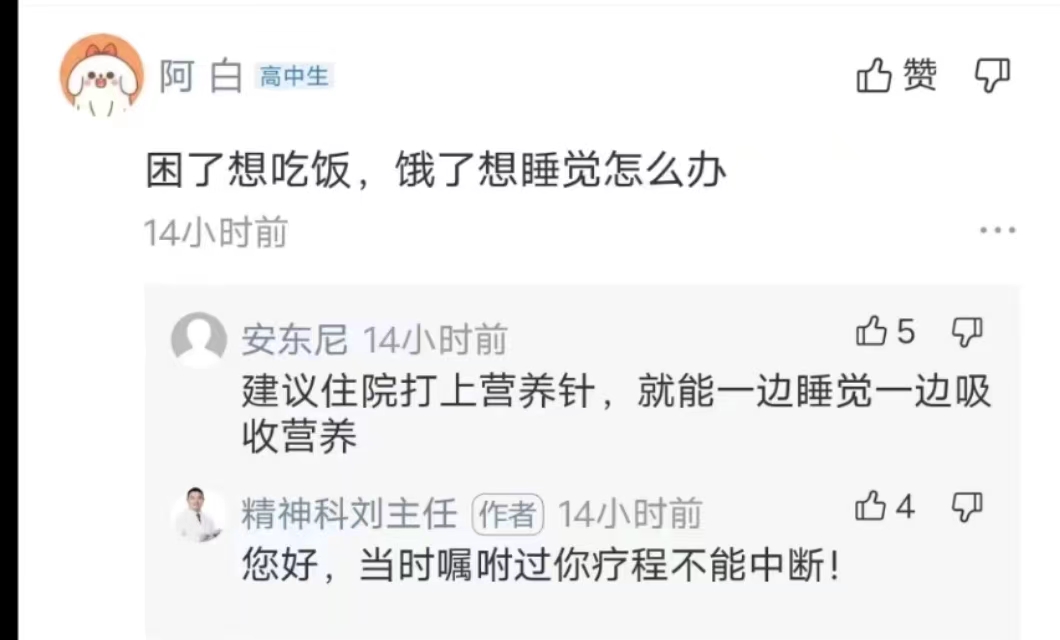 阿 白 高中生 赞
困了想吃饭，饿了想睡觉怎么办
14小时前
安东尼 14小时前 5
建议住院打上营养针，就能一边睡觉一边吸
收营养
精神科刘主任 作者 14小时前 4
您好，当时嘱咐过你疗程不能中断！